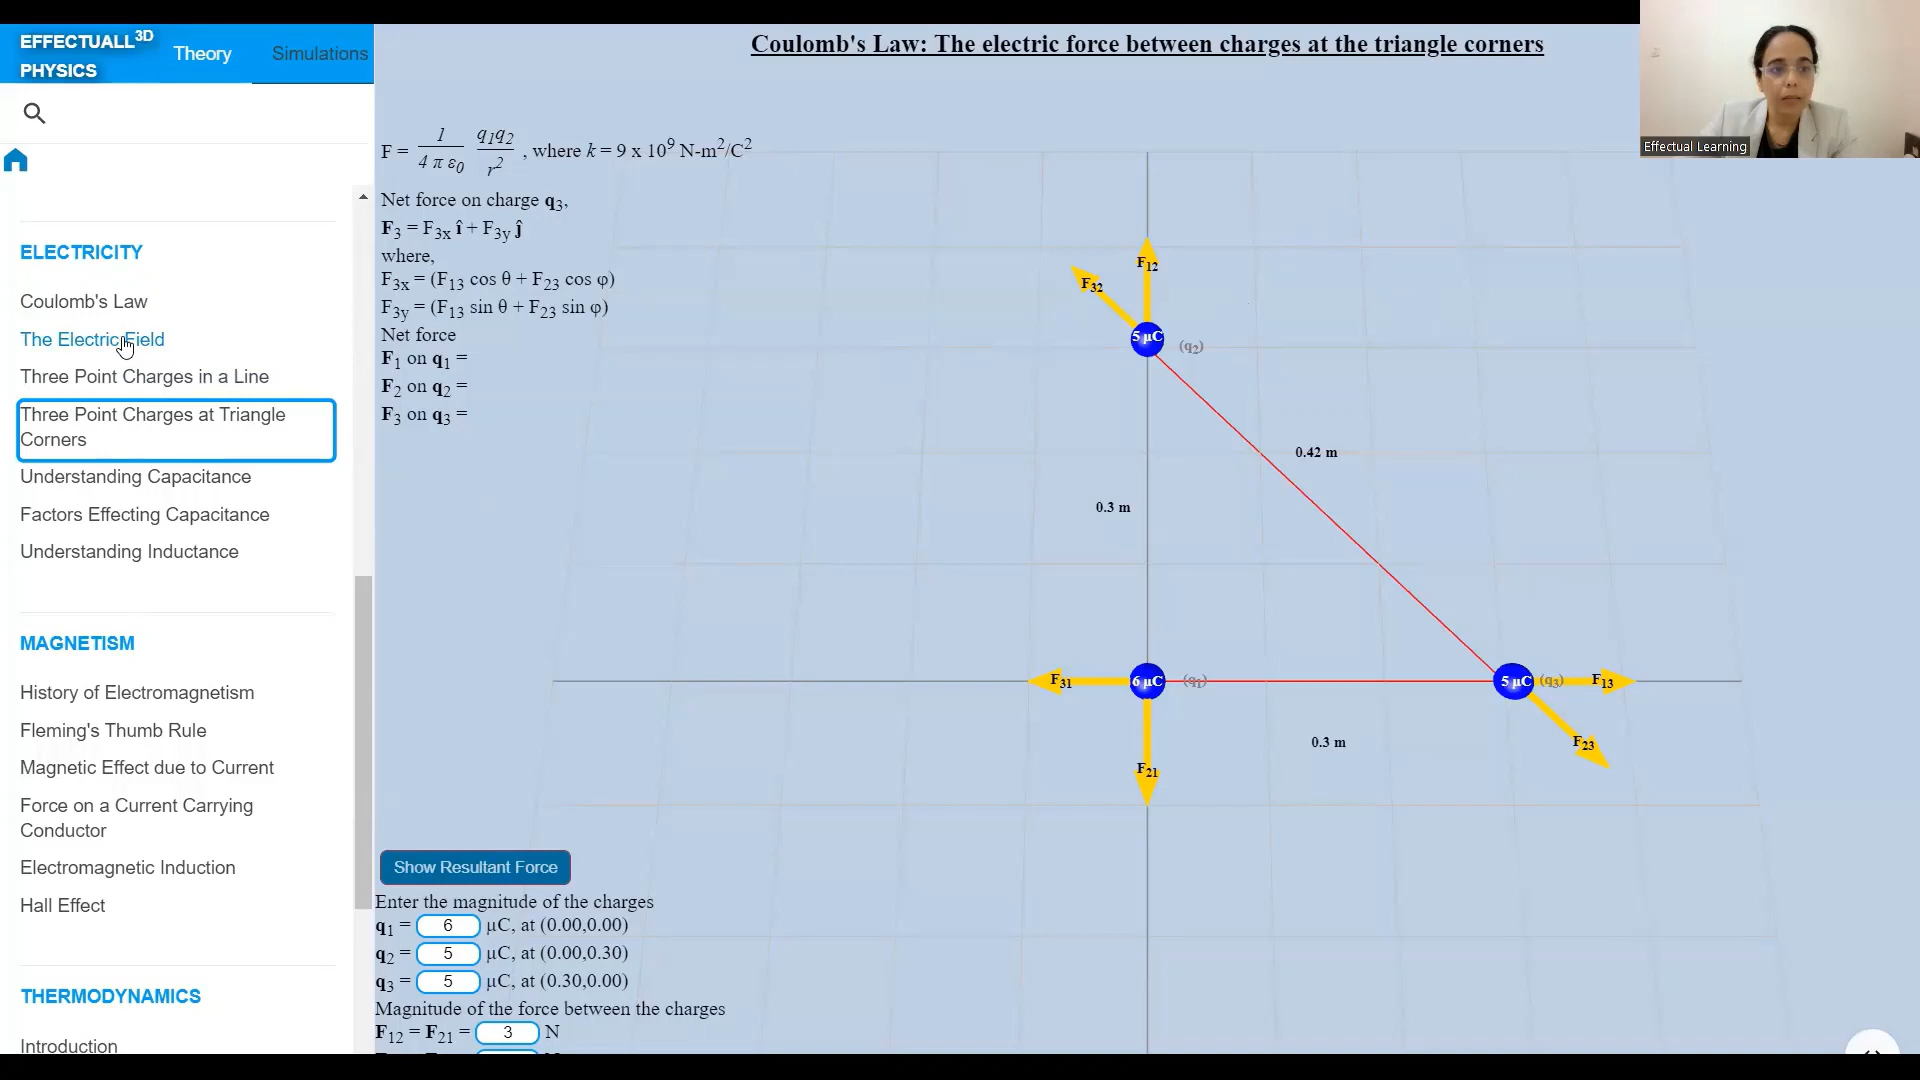 EFFECTUALL3D
PHYSICS
Theory
Simulations
ELECTRICITY
Coulomb's Law
The Electric Field
Three Point Charges in a Line
Three Point Charges at Triangle
Corners
Understanding Capacitance
Factors Effecting Capacitance
Understanding Inductance
MAGNETISM
History of Electromagnetism
Fleming's Thumb Rule
Magnetic Effect due to Current
Force on a Current Carrying
Conductor
Electromagnetic Induction
Hall Effect
THERMODYNAMICS
Introduction
Coulomb's Law: The electric force between charges at the triangle corners
F = 1 / 4 π ε0 q1q2 / r2 , where k = 9 x 10^9 N-m2/C2
Net force on charge q3,
F3 = F3x î + F3y ĵ
where,
F3x = (F13 cos θ + F23 cos φ)
F3y = (F13 sin θ + F23 sin φ)
Net force
F1 on q1 =
F2 on q2 =
F3 on q3 =
F12
F32
5 μC
(q2)
0.42 m
0.3 m
F31
6 μC
(q1)
5 μC
(q3)
F13
F23
0.3 m
F21
Show Resultant Force
Enter the magnitude of the charges
q1 = 6 μC, at (0.00,0.00)
q2 = 5 μC, at (0.00,0.30)
q3 = 5 μC, at (0.30,0.00)
Magnitude of the force between the charges
F12 = F21 = 3 N
Effectual Learning